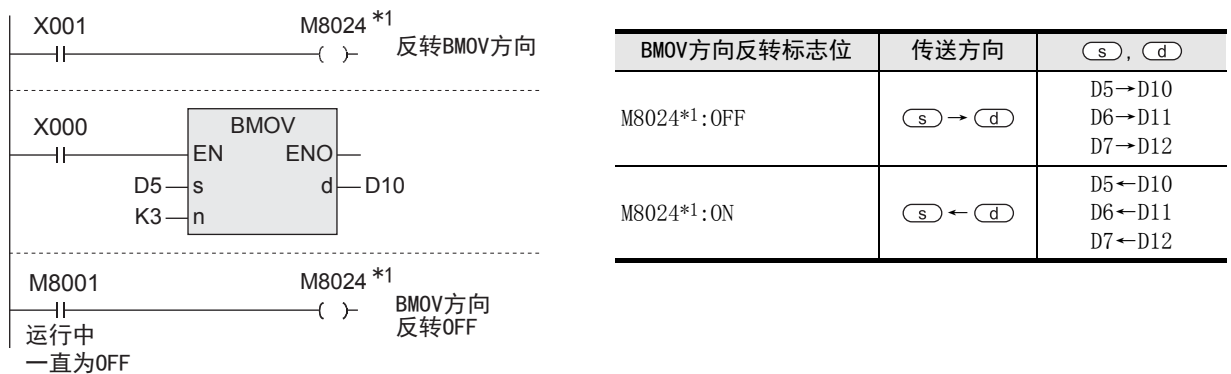 X001
M8024 *1
反转BMOV方向
X000
BMOV
EN ENO
D5 s d D10
K3 n
M8001
M8024 *1
BMOV方向
反转OFF
运行中
一直为OFF
BMOV方向反转标志位 传送方向 s, d
M8024*1:OFF s→d
D5→D10
D6→D11
D7→D12
M8024*1:ON s←d
D5←D10
D6←D11
D7←D12